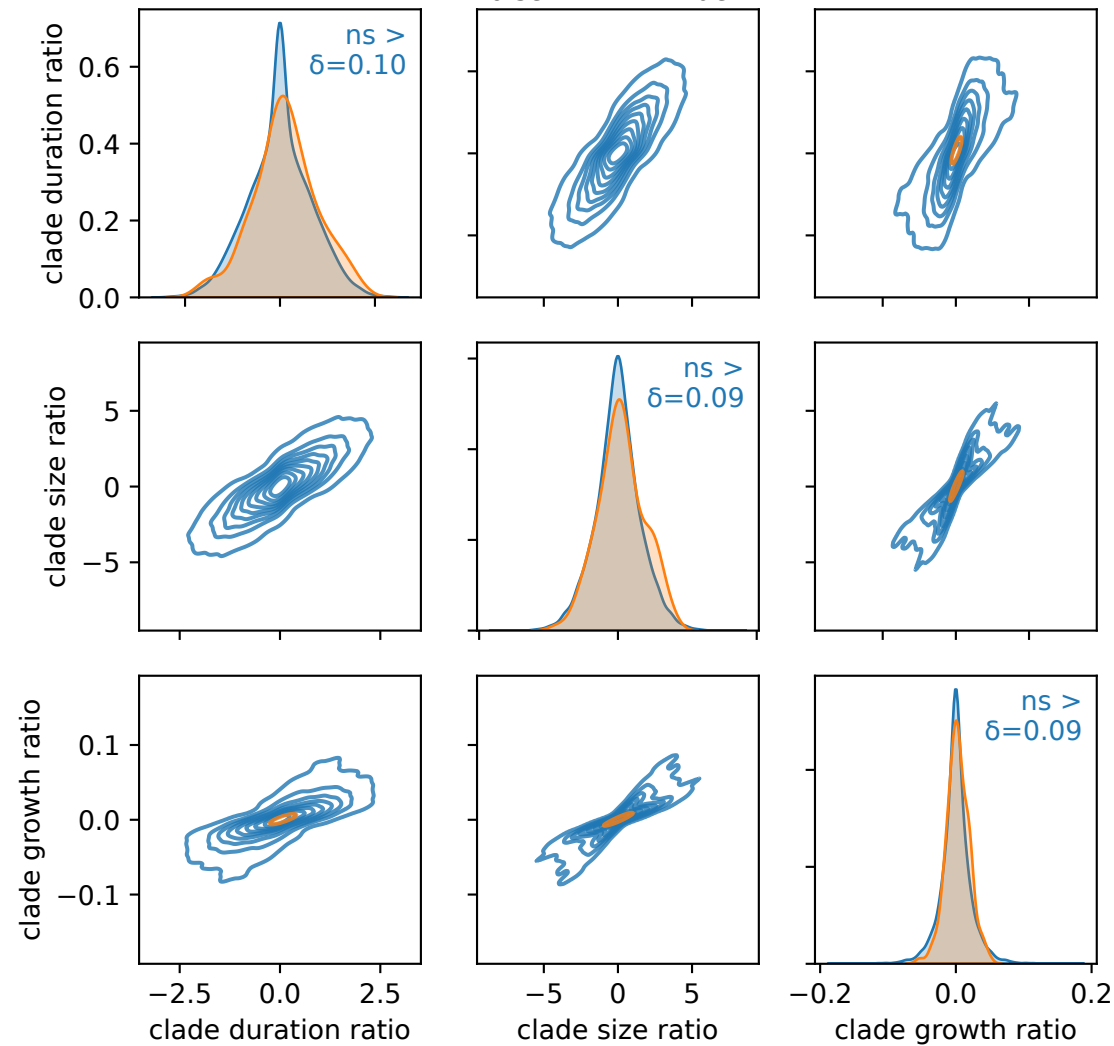 clade duration ratio
0.6
0.4
0.2
0.0
ns >
δ=0.10
clade size ratio
5
0
−5
ns >
δ=0.09
clade growth ratio
0.1
0.0
−0.1
ns >
δ=0.09
−2.5 0.0 2.5
−5 0 5
−0.2 0.0 0.2
clade duration ratio
clade size ratio
clade growth ratio